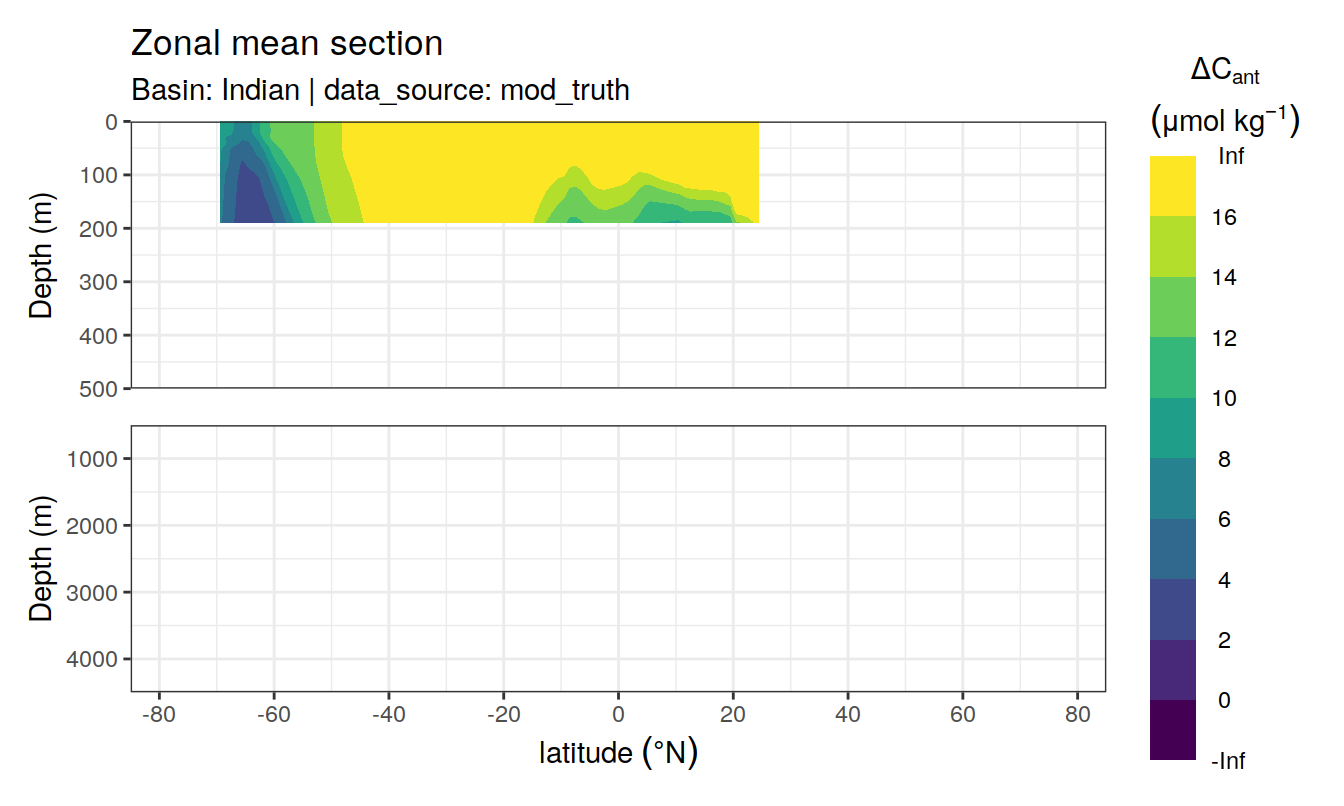 Zonal mean section
Basin: Indian | data_source: mod_truth
ΔCant
(μmol kg−1)
Inf
16
14
12
10
8
6
4
2
0
-Inf
Depth (m)
0
100
200
300
400
500
Depth (m)
1000
2000
3000
4000
-80 -60 -40 -20 0 20 40 60 80
latitude (°N)